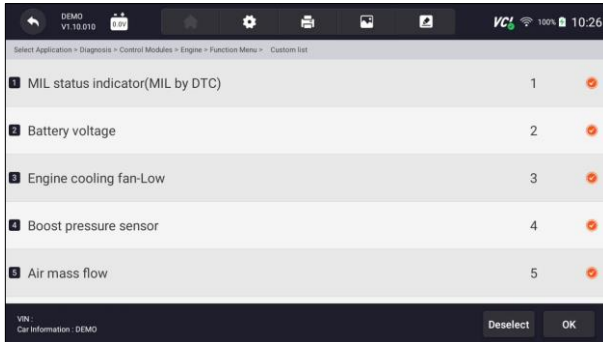 DEMO
V1.10.010
0.0V
VCI 100% 10:26
Select Application > Diagnosis > Control Modules > Engine > Function Menu > Custom list
1 MIL status indicator(MIL by DTC) 1
2 Battery voltage 2
3 Engine cooling fan-Low 3
4 Boost pressure sensor 4
5 Air mass flow 5
VIN :
Car Information : DEMO
Deselect OK